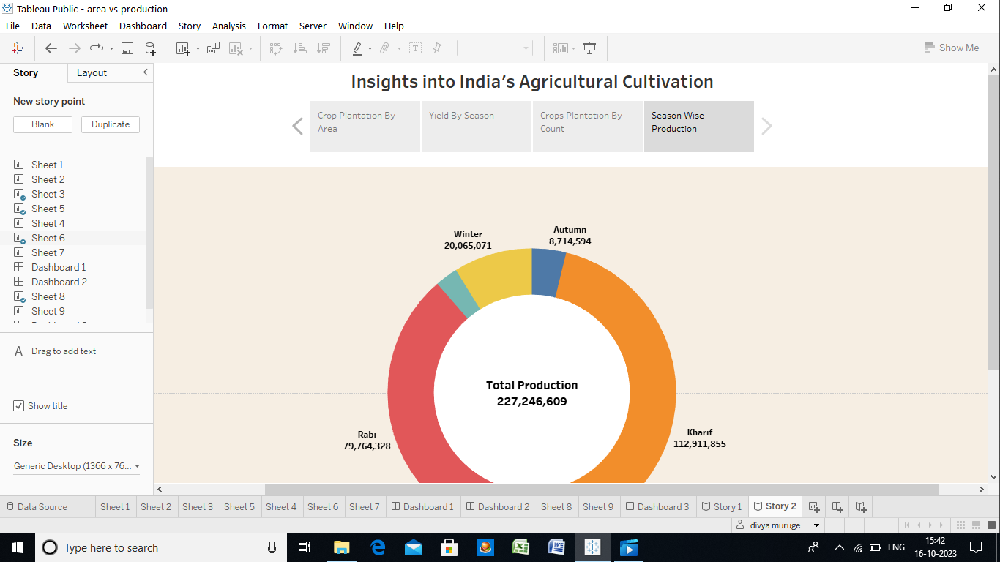 Tableau Public - area vs production
File Data Worksheet Dashboard Story Analysis Format Server Window Help
Show Me
Story Layout
New story point
Blank Duplicate
Sheet 1
Sheet 2
Sheet 3
Sheet 5
Sheet 4
Sheet 6
Sheet 7
Dashboard 1
Dashboard 2
Sheet 8
Sheet 9
A Drag to add text
Show title
Size
Generic Desktop (1366 x 76...
Insights into India's Agricultural Cultivation
Crop Plantation By
Area
Yield By Season
Crops Plantation By
Count
Season Wise
Production
Winter
20,065,071
Autumn
8,714,594
Total Production
227,246,609
Rabi
79,764,328
Kharif
112,911,855
Data Source Sheet 1 Sheet 2 Sheet 3 Sheet 5 Sheet 4 Sheet 6 Sheet 7 Dashboard 1 Dashboard 2 Sheet 8 Sheet 9 Dashboard 3 Story 1 Story 2
divya muruge...
Type here to search
ENG
15:42
16-10-2023